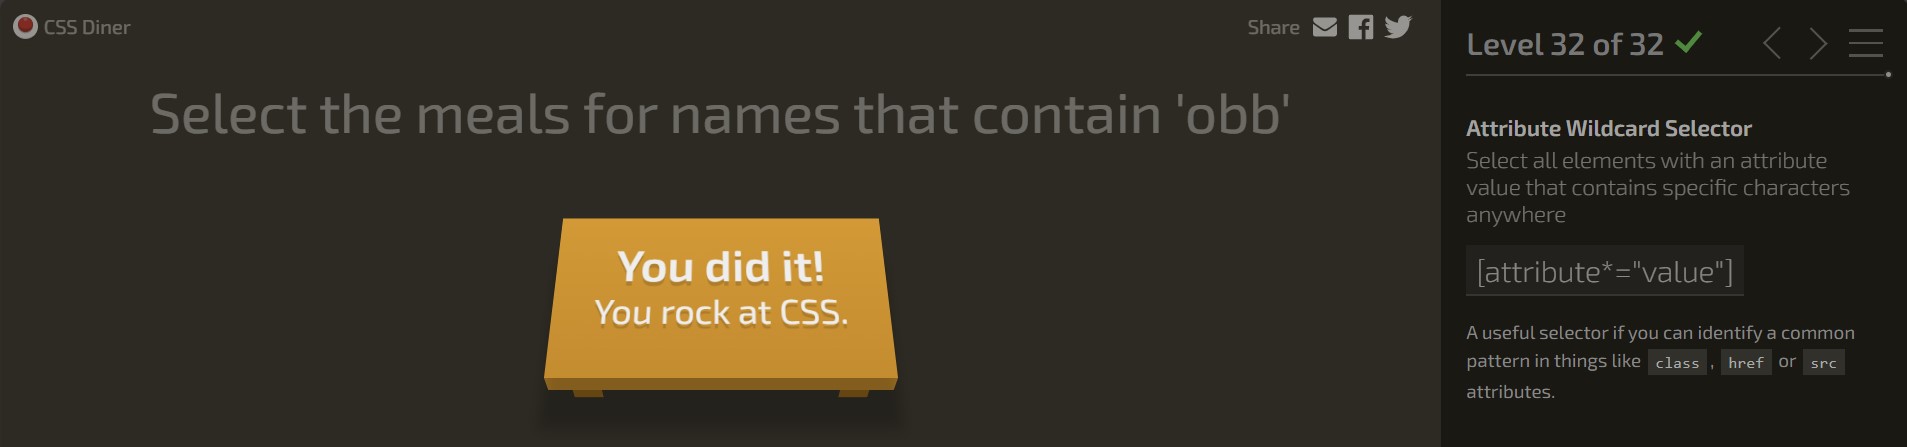 CSS Diner
Share
Select the meals for names that contain 'obb'
You did it!
You rock at CSS.
Level 32 of 32
Attribute Wildcard Selector
Select all elements with an attribute
value that contains specific characters
anywhere
[attribute*="value"]
A useful selector if you can identify a common
pattern in things like class, href or src
attributes.